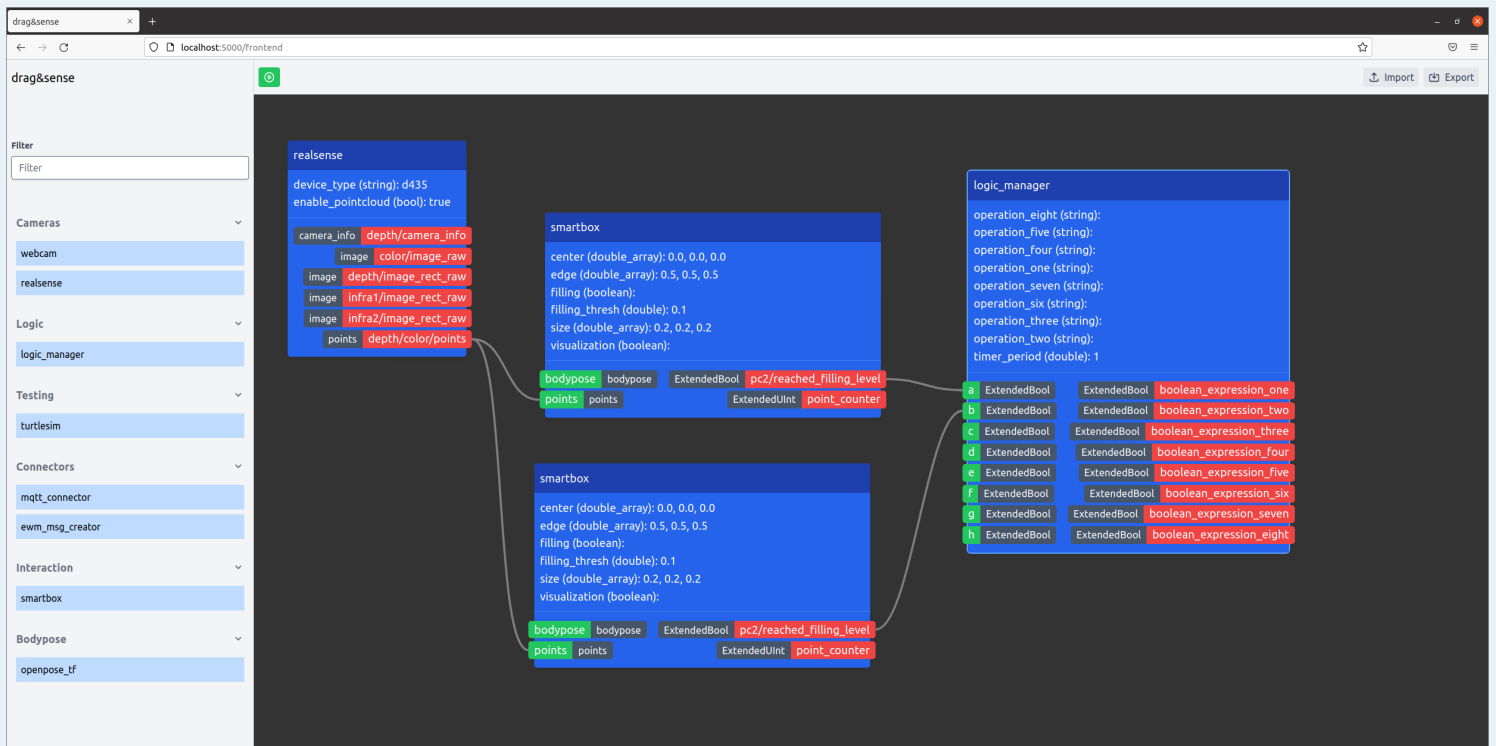 drag&sense
localhost:5000/frontend
drag&sense
Import
Export
Filter
Filter
Cameras
webcam
realsense
Logic
logic_manager
Testing
turtlesim
Connectors
mqtt_connector
ewm_msg_creator
Interaction
smartbox
Bodypose
openpose_tf
realsense
device_type (string): d435
enable_pointcloud (bool): true
camera_info depth/camera_info
image color/image_raw
image depth/image_rect_raw
image infra1/image_rect_raw
image infra2/image_rect_raw
points depth/color/points
smartbox
center (double_array): 0.0, 0.0, 0.0
edge (double_array): 0.5, 0.5, 0.5
filling (boolean):
filling_thresh (double): 0.1
size (double_array): 0.2, 0.2, 0.2
visualization (boolean):
bodypose bodypose ExtendedBool pc2/reached_filling_level
points points ExtendedUInt point_counter
smartbox
center (double_array): 0.0, 0.0, 0.0
edge (double_array): 0.5, 0.5, 0.5
filling (boolean):
filling_thresh (double): 0.1
size (double_array): 0.2, 0.2, 0.2
visualization (boolean):
bodypose bodypose ExtendedBool pc2/reached_filling_level
points points ExtendedUInt point_counter
logic_manager
operation_eight (string):
operation_five (string):
operation_four (string):
operation_one (string):
operation_seven (string):
operation_six (string):
operation_three (string):
operation_two (string):
timer_period (double): 1
a ExtendedBool ExtendedBool boolean_expression_one
b ExtendedBool ExtendedBool boolean_expression_two
c ExtendedBool ExtendedBool boolean_expression_three
d ExtendedBool ExtendedBool boolean_expression_four
e ExtendedBool ExtendedBool boolean_expression_five
f ExtendedBool ExtendedBool boolean_expression_six
g ExtendedBool ExtendedBool boolean_expression_seven
h ExtendedBool ExtendedBool boolean_expression_eight